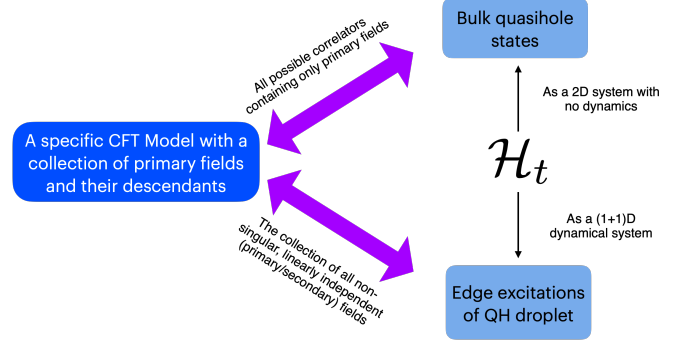 Bulk quasihole
states
All possible correlators
containing only primary fields
As a 2D system with
no dynamics
A specific CFT Model with a
collection of primary fields
and their descendants
ℋₜ
As a (1+1)D
dynamical system
The collection of all non-
singular, linearly independent
(primary/secondary) fields
Edge excitations
of QH droplet